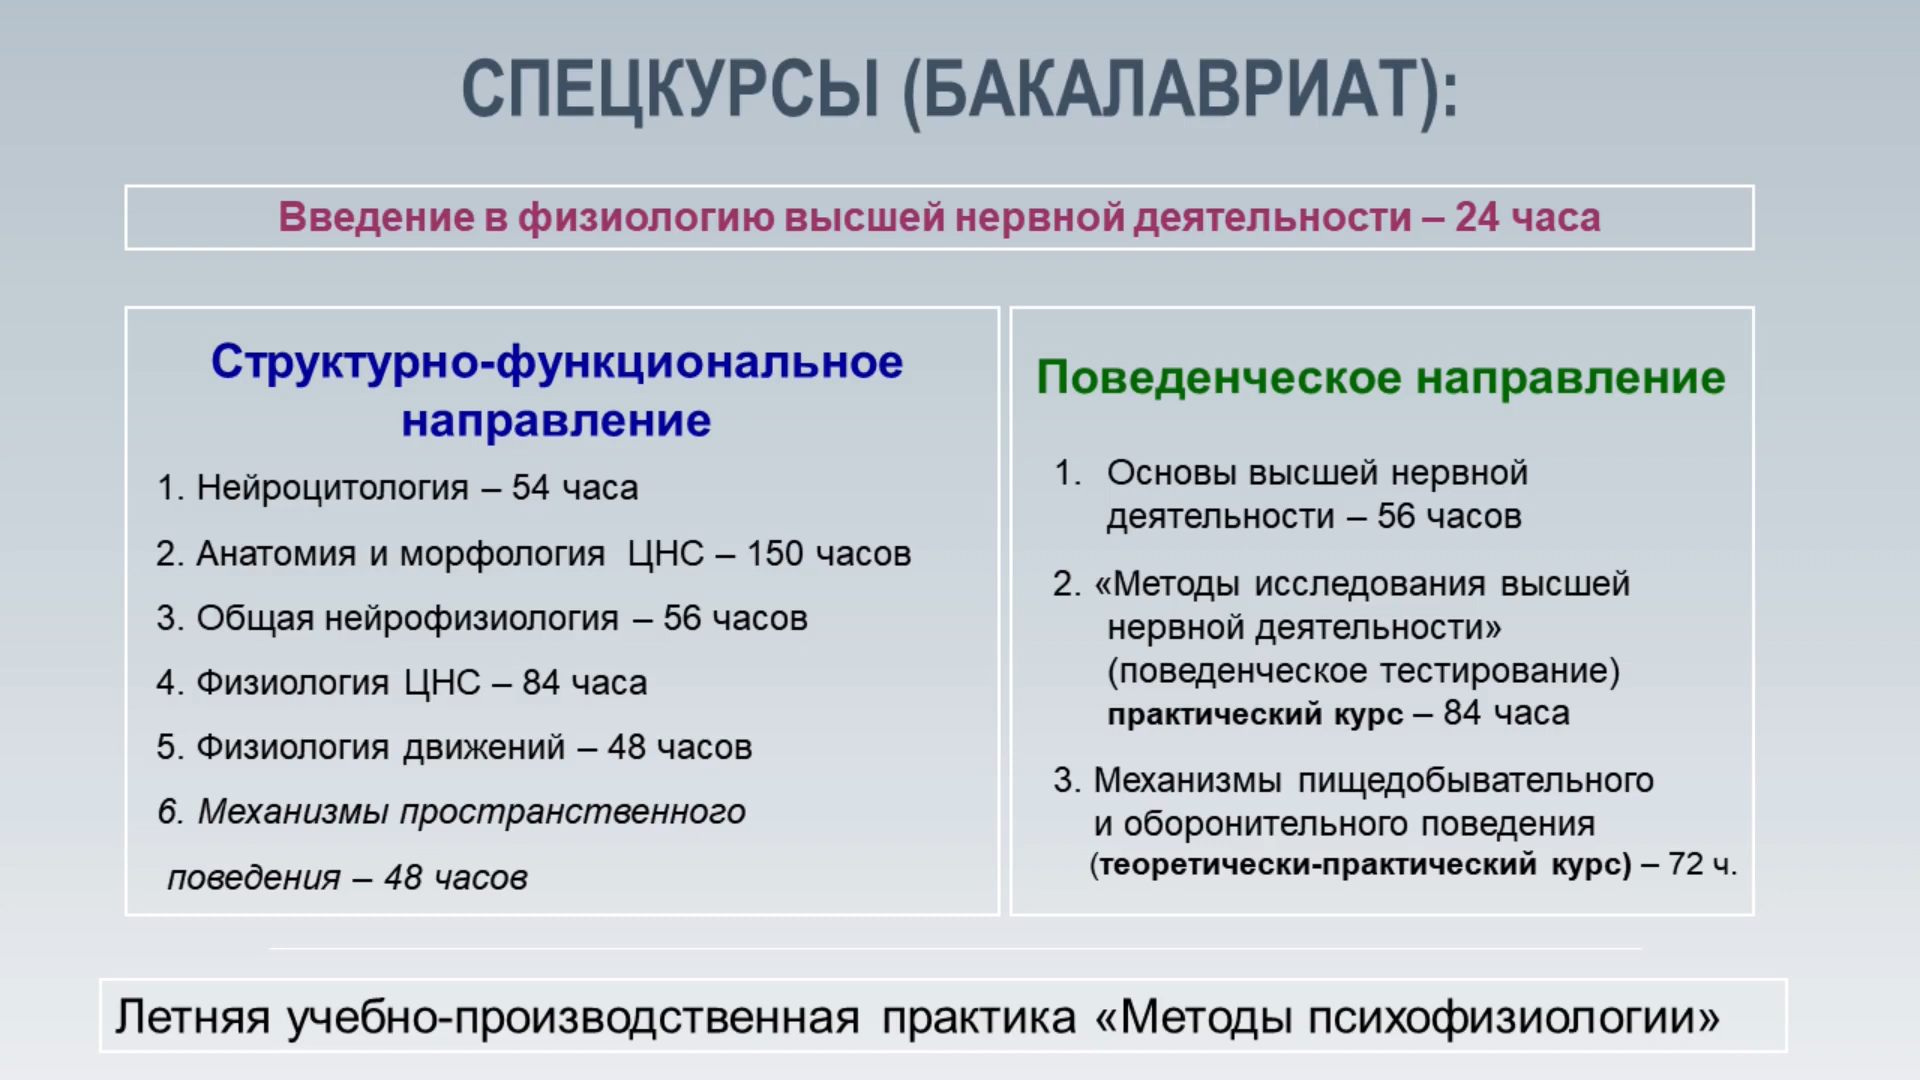 СПЕЦКУРСЫ (БАКАЛАВРИАТ):
Введение в физиологию высшей нервной деятельности – 24 часа
Структурно-функциональное
направление
1. Нейроцитология – 54 часа
2. Анатомия и морфология ЦНС – 150 часов
3. Общая нейрофизиология – 56 часов
4. Физиология ЦНС – 84 часа
5. Физиология движений – 48 часов
6. Механизмы пространственного
поведения – 48 часов
Поведенческое направление
1. Основы высшей нервной
деятельности – 56 часов
2. «Методы исследования высшей
нервной деятельности»
(поведенческое тестирование)
практический курс – 84 часа
3. Механизмы пищедобывательного
и оборонительного поведения
(теоретически-практический курс) – 72 ч.
Летняя учебно-производственная практика «Методы психофизиологии»